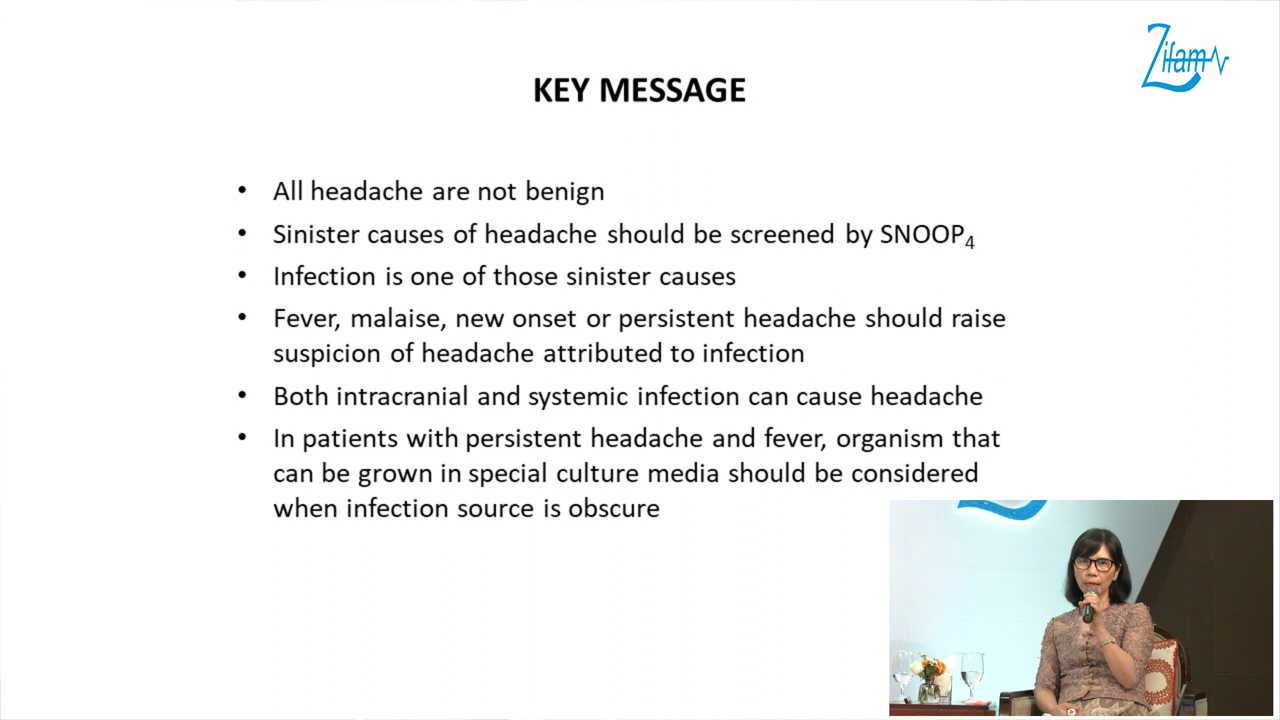 Zifam
KEY MESSAGE
• All headache are not benign
• Sinister causes of headache should be screened by SNOOP₄
• Infection is one of those sinister causes
• Fever, malaise, new onset or persistent headache should raise
suspicion of headache attributed to infection
• Both intracranial and systemic infection can cause headache
• In patients with persistent headache and fever, organism that
can be grown in special culture media should be considered
when infection source is obscure